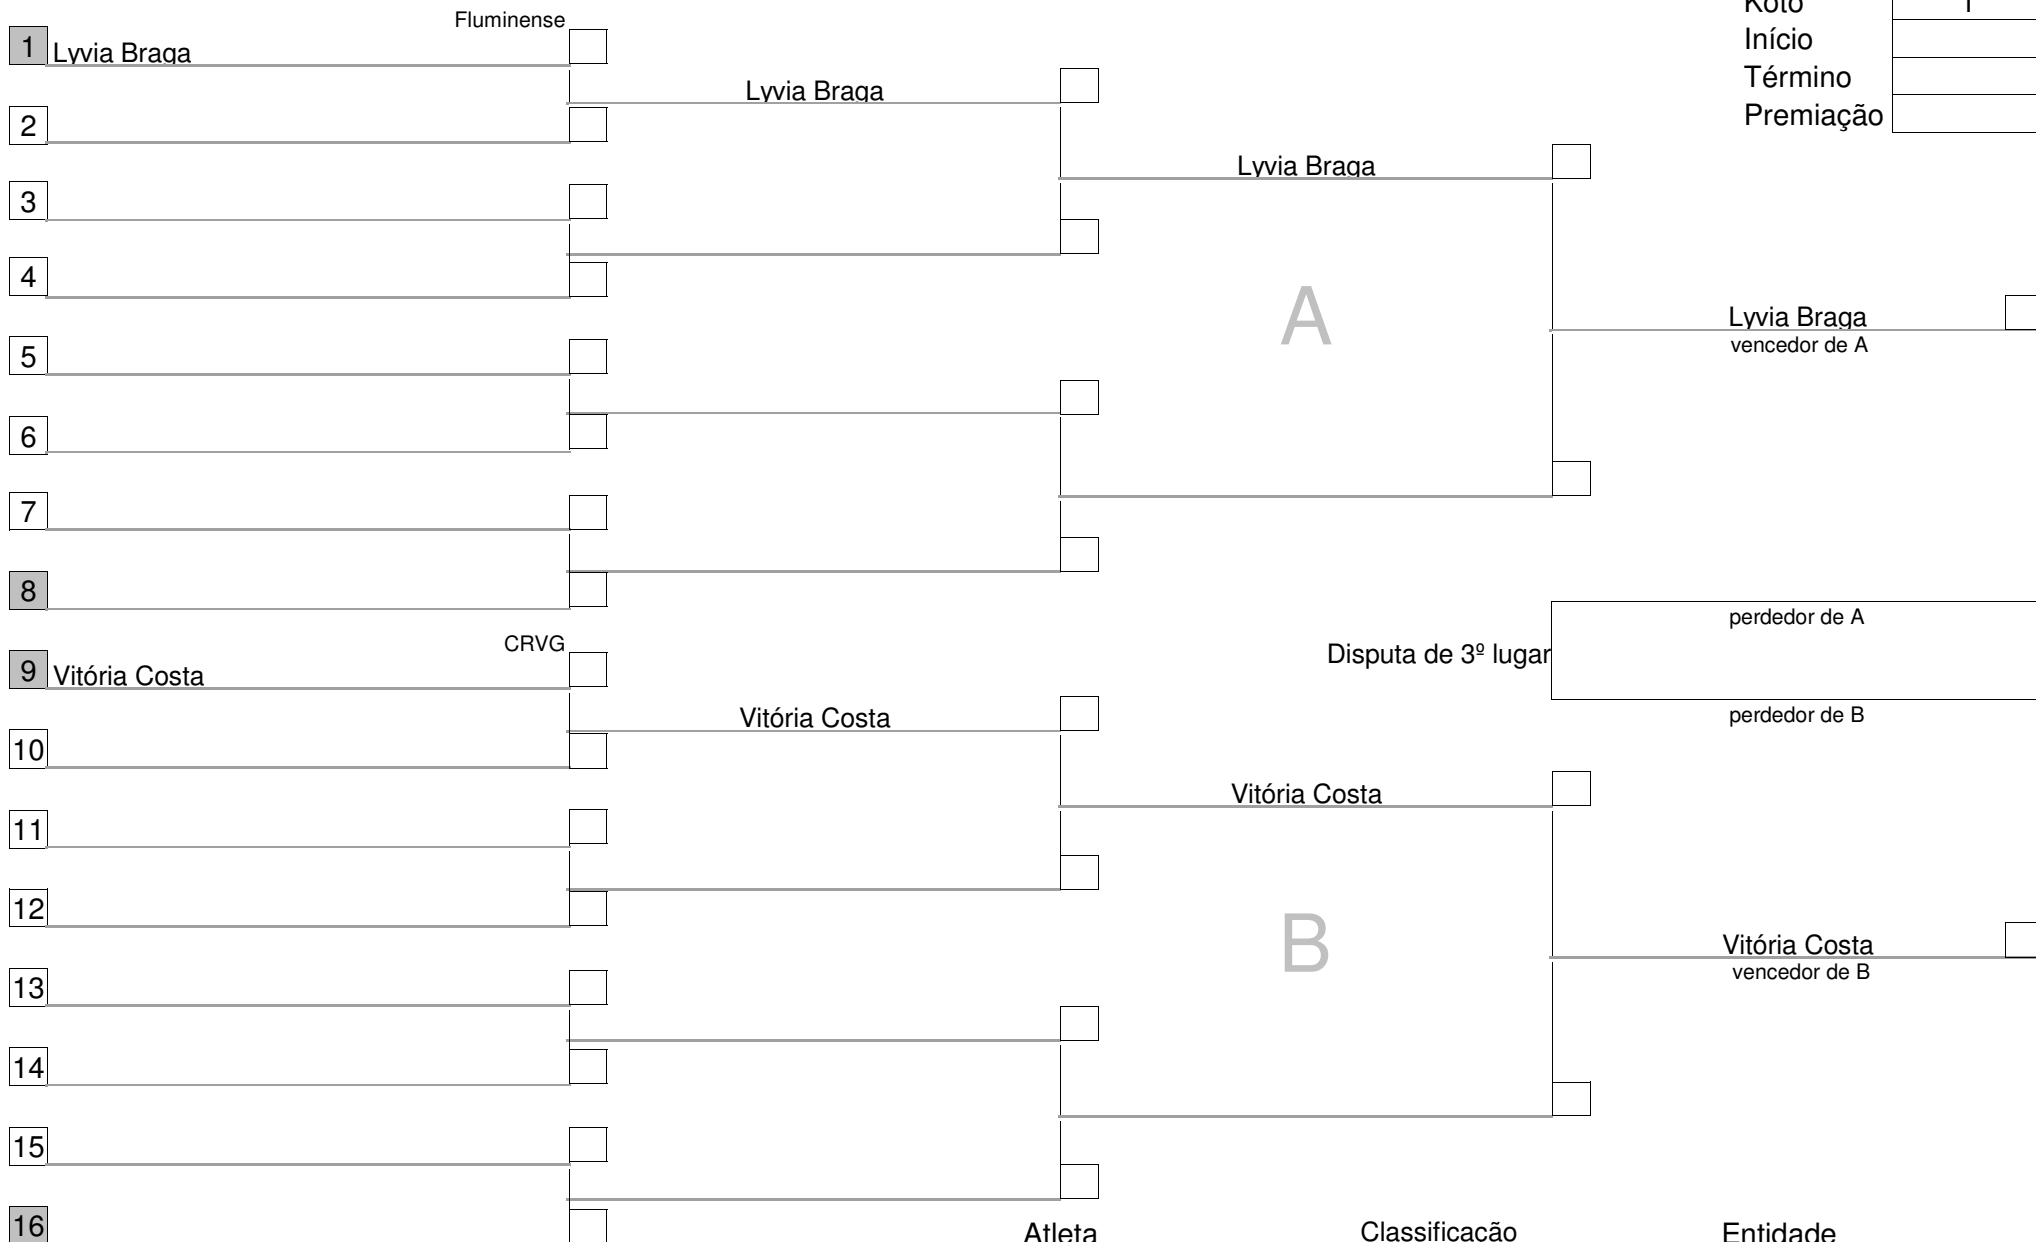 Koto 1
Fluminense
1 Lyvia Braga
Início
Lyvia Braga
Término
Premiação
2
Lyvia Braga
3
4
A
Lyvia Braga
vencedor de A
5
6
7
8
perdedor de A
CRVG
Disputa de 3º lugar
9 Vitória Costa
perdedor de B
Vitória Costa
10
Vitória Costa
11
12
B
Vitória Costa
vencedor de B
13
14
15
16
Atleta Classificação Entidade